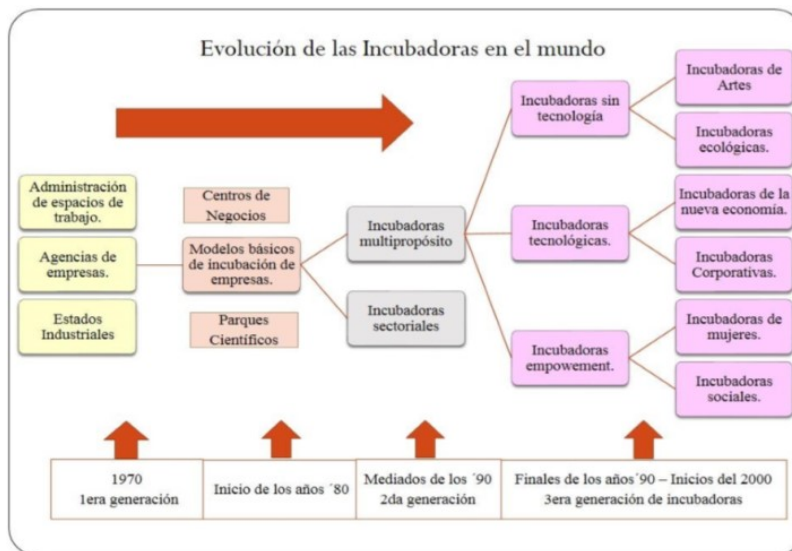 Evolución de las Incubadoras en el mundo
Administración
de espacios de
trabajo.
Agencias de
empresas.
Estados
Industriales
Centros de
Negocios
Modelos básicos
de incubación de
empresas.
Parques
Científicos
Incubadoras
multipropósito
Incubadoras
sectoriales
Incubadoras sin
tecnología
Incubadoras
tecnológicas.
Incubadoras
empowement.
Incubadoras de
Artes
Incubadoras
ecológicas.
Incubadoras de la
nueva economía.
Incubadoras
Corporativas.
Incubadoras de
mujeres.
Incubadoras
sociales.
1970
1era generación
Inicio de los años ´80
Mediados de los ´90
2da generación
Finales de los años´90 – Inicios del 2000
3era generación de incubadoras